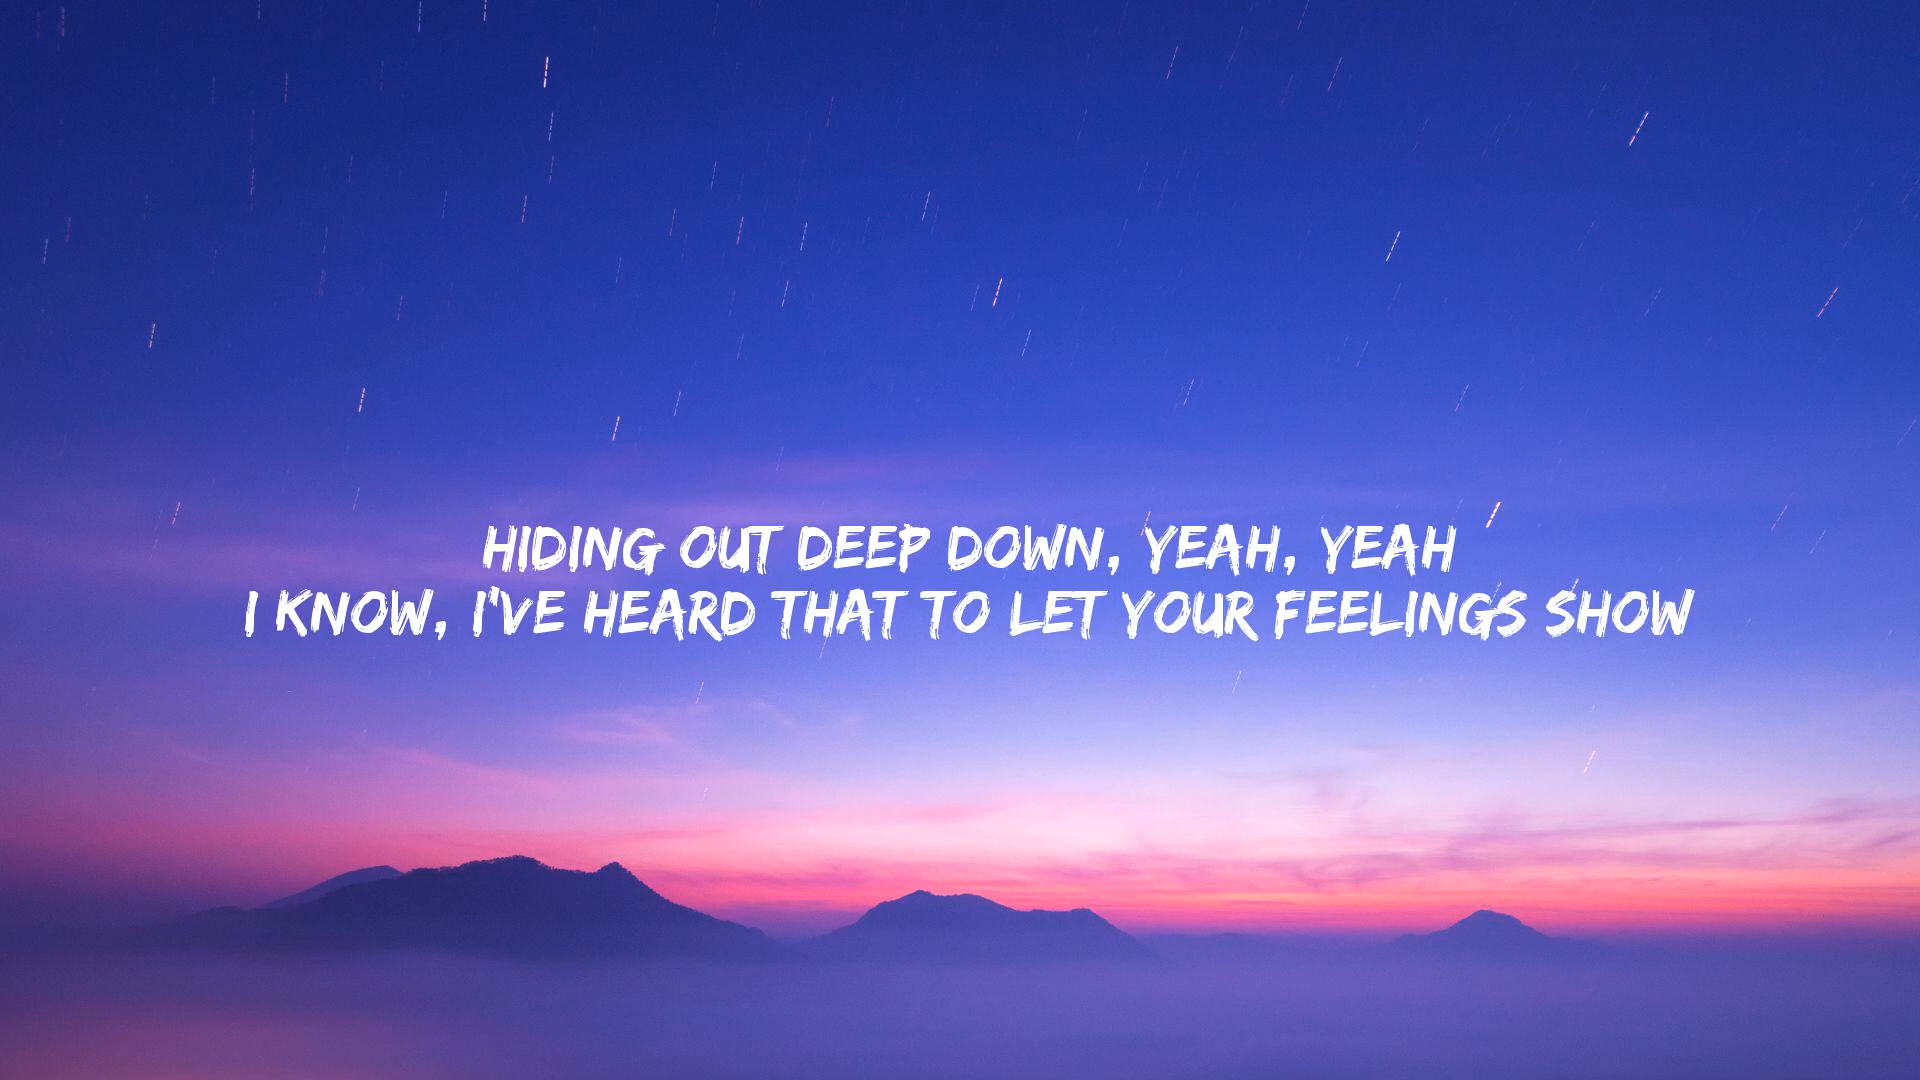 HIDING OUT DEEP DOWN, YEAH, YEAH
I KNOW, I'VE HEARD THAT TO LET YOUR FEELINGS SHOW